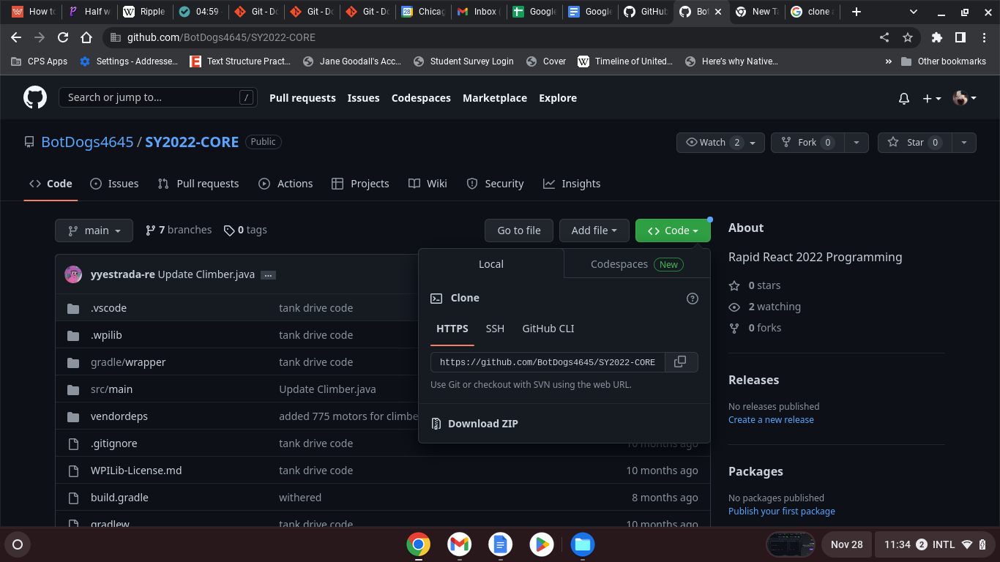 How to
Half w
Ripple
04:59
Git - Do
Git - Do
Git - Do
Chicag
Inbox (
Google
Google
GitHub
Bot
New T
clone a
github.com/BotDogs4645/SY2022-CORE
CPS Apps
Settings - Addresse...
Text Structure Pract...
Jane Goodall's Acc...
Student Survey Login
Cover
Timeline of United...
Here's why Native...
» Other bookmarks
Search or jump to... /
Pull requests Issues Codespaces Marketplace Explore
BotDogs4645 / SY2022-CORE Public
Watch 2 Fork 0 Star 0
Code Issues Pull requests Actions Projects Wiki Security Insights
main 7 branches 0 tags Go to file Add file Code
Local Codespaces New
Clone
HTTPS SSH GitHub CLI
https://github.com/BotDogs4645/SY2022-CORE
Use Git or checkout with SVN using the web URL.
Download ZIP
yyestrada-re Update Climber.java ...
.vscode tank drive code
.wpilib tank drive code
gradle/wrapper tank drive code
src/main Update Climber.java
vendordeps added 775 motors for climbe
.gitignore tank drive code 10 months ago
WPILib-License.md tank drive code 10 months ago
build.gradle withered 8 months ago
gradlew tank drive code 10 months ago
About
Rapid React 2022 Programming
0 stars
2 watching
0 forks
Releases
No releases published
Create a new release
Packages
No packages published
Publish your first package
Nov 28
11:34 2 INTL